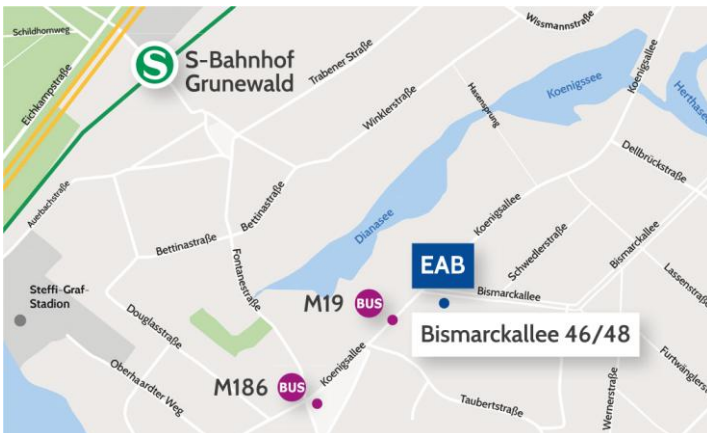 Schildhornweg
Eichkampstraße
S
S-Bahnhof
Grunewald
Trabener Straße
Wissmannstraße
Winklerstraße
Hasensprung
Koenigssee
Koenigsallee
Herthasee
Dellbrückstraße
Auerbachstraße
Bettinastraße
Bettinastraße
Fontanestraße
Dianasee
Koenigsallee
Schwedlerstraße
Bismarckallee
Lassenstraße
EAB
Bismarckallee
Steffi-Graf-
Stadion
Douglasstraße
M19
BUS
Bismarckallee 46/48
Oberhaardter Weg
M186
BUS
Koenigsallee
Taubertstraße
Wernerstraße
Furtwänglerst